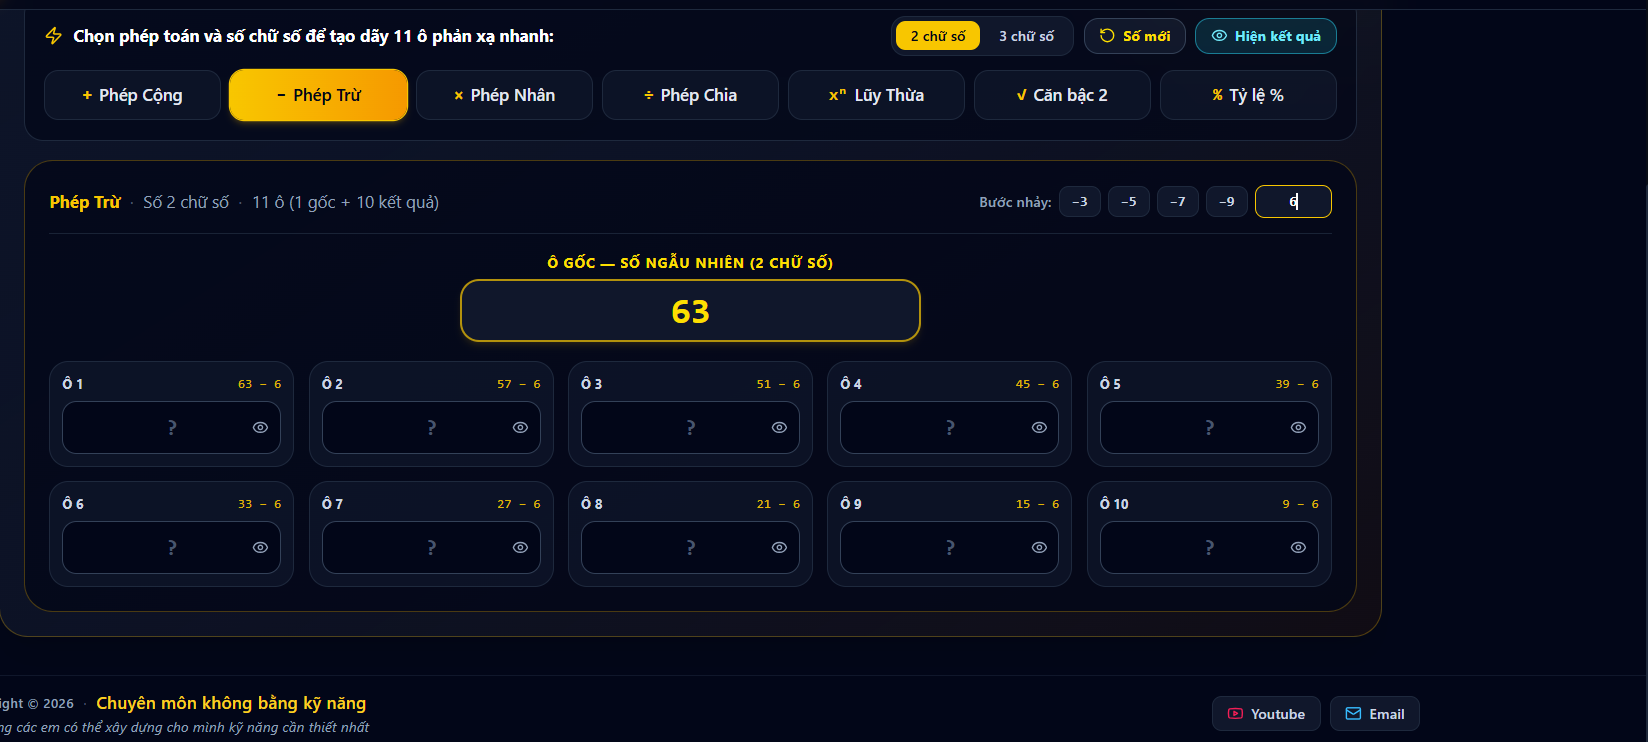 Chọn phép toán và số chữ số để tạo dãy 11 ô phản xạ nhanh: 2 chữ số 3 chữ số Số mới Hiện kết quả
+ Phép Cộng − Phép Trừ × Phép Nhân ÷ Phép Chia xⁿ Lũy Thừa √ Căn bậc 2 % Tỷ lệ %
Phép Trừ · Số 2 chữ số · 11 ô (1 gốc + 10 kết quả) Bước nhảy: −3 −5 −7 −9 6
Ô GỐC — SỐ NGẪU NHIÊN (2 CHỮ SỐ)
63
Ô 1 63 − 6 Ô 2 57 − 6 Ô 3 51 − 6 Ô 4 45 − 6 Ô 5 39 − 6
? ? ? ? ?
Ô 6 33 − 6 Ô 7 27 − 6 Ô 8 21 − 6 Ô 9 15 − 6 Ô 10 9 − 6
? ? ? ? ?
ight © 2026 · Chuyên môn không bằng kỹ năng Youtube Email
ng các em có thể xây dựng cho mình kỹ năng cần thiết nhất